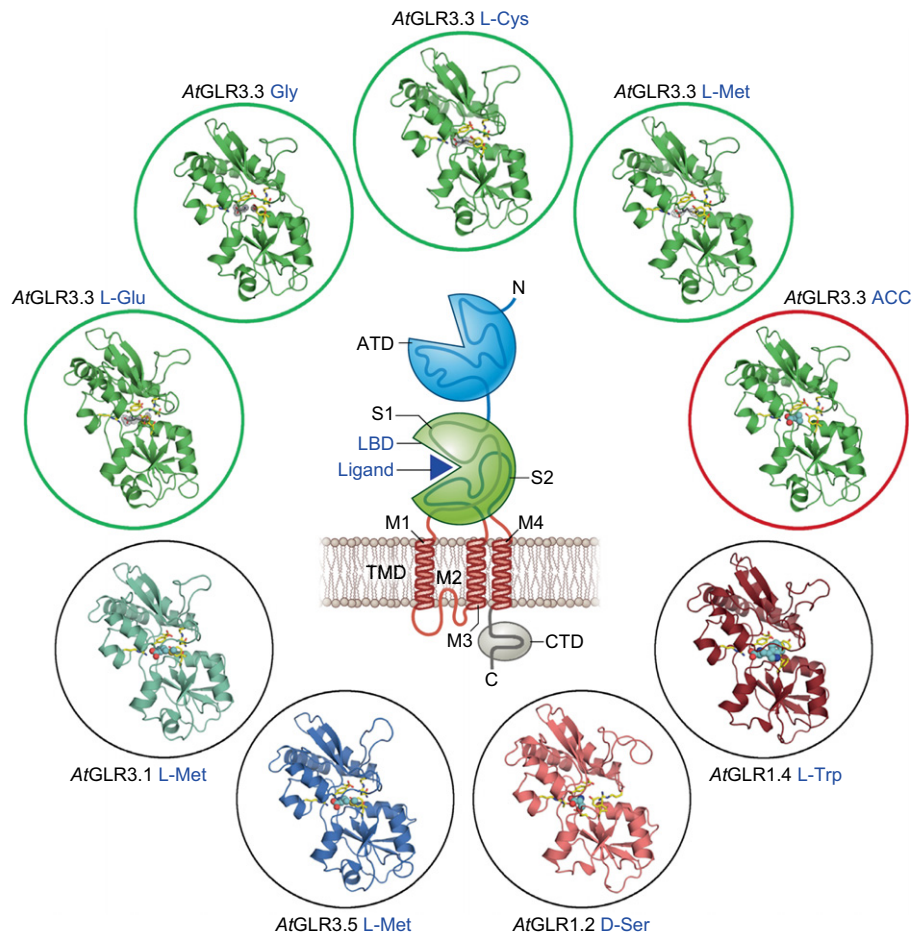 AtGLR3.3 L-Cys
AtGLR3.3 Gly
AtGLR3.3 L-Met
AtGLR3.3 L-Glu
AtGLR3.3 ACC
N
ATD
S1
LBD
Ligand
S2
M1
M4
TMD
M2
M3
CTD
C
AtGLR3.1 L-Met
AtGLR1.4 L-Trp
AtGLR3.5 L-Met
AtGLR1.2 D-Ser